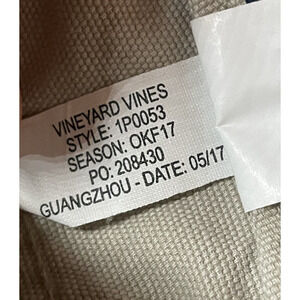 VINEYARD VINES
STYLE: 1P0053
SEASON: OKF17
PO: 208430
GUANGZHOU - DATE: 05/17